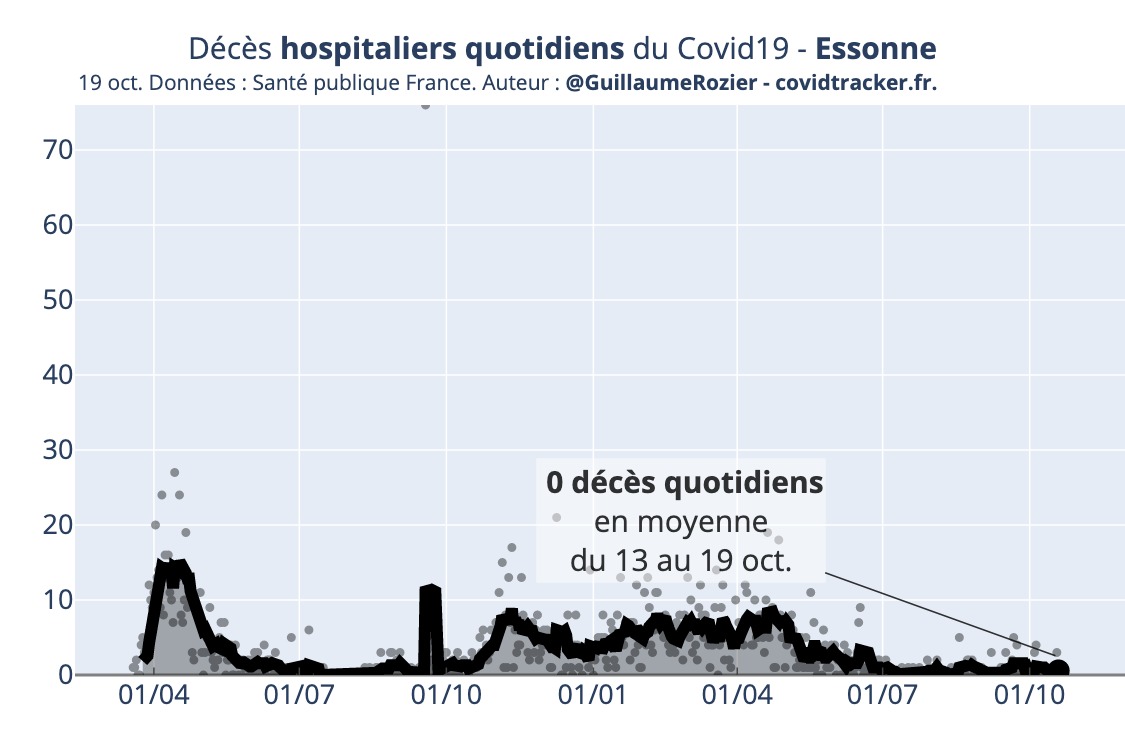 Décès hospitaliers quotidiens du Covid19 - Essonne
19 oct. Données : Santé publique France. Auteur : @GuillaumeRozier - covidtracker.fr.
70
60
50
40
30
20
10
0
0 décès quotidiens
en moyenne
du 13 au 19 oct.
01/04 01/07 01/10 01/01 01/04 01/07 01/10